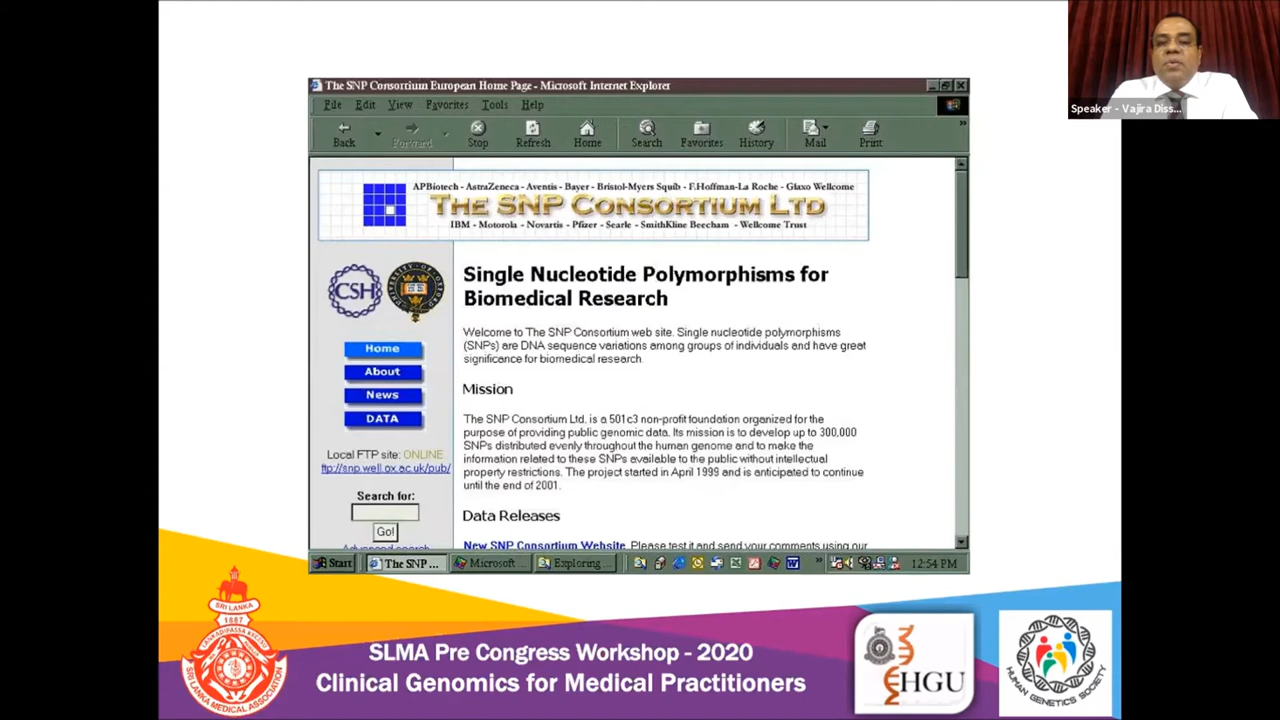 The SNP Consortium European Home Page - Microsoft Internet Explorer
File Edit View Favorites Tools Help
Back Forward Stop Refresh Home Search Favorites History Mail Print
APBiotech - AstraZeneca - Aventis - Bayer - Bristol-Myers Squib - F.Hoffman-La Roche - Glaxo Wellcome
THE SNP CONSORTIUM LTD
IBM - Motorola - Novartis - Pfizer - Searle - SmithKline Beecham - Wellcome Trust
CSH
Single Nucleotide Polymorphisms for
Biomedical Research
Welcome to The SNP Consortium web site. Single nucleotide polymorphisms
(SNPs) are DNA sequence variations among groups of individuals and have great
significance for biomedical research
Mission
The SNP Consortium Ltd. is a 501c3 non-profit foundation organized for the
purpose of providing public genomic data. Its mission is to develop up to 300,000
SNPs distributed evenly throughout the human genome and to make the
information related to these SNPs available to the public without intellectual
property restrictions. The project started in April 1999 and is anticipated to continue
until the end of 2001.
Data Releases
New SNP Consortium Website. Please test it and send your comments using our
Home
About
News
DATA
Local FTP site: ONLINE
ftp://snp.well.ox.ac.uk/pub/
Search for:
Go!
Advanced search
Start The SNP ... Microsoft ... Exploring ... 12:54 PM
Speaker - Vajira Diss...
SRI LANKA
1887
SRI LANKA MEDICAL ASSOCIATION
SLMA Pre Congress Workshop - 2020
Clinical Genomics for Medical Practitioners
HGU
HUMAN GENETICS SOCIETY